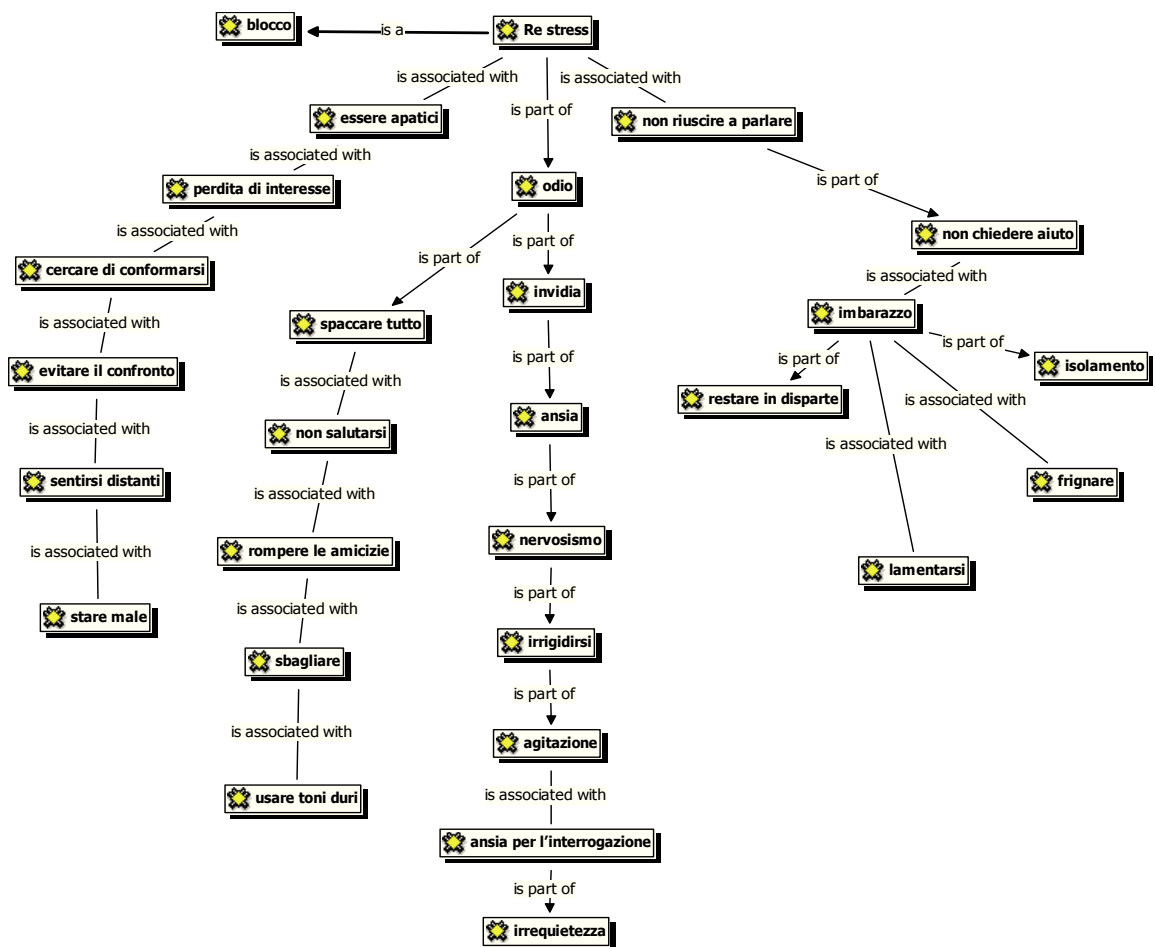 blocco
is a
Re stress
is associated with
is associated with
is part of
essere apatici
non riuscire a parlare
is associated with
is part of
perdita di interesse
odio
is associated with
is part of
non chiedere aiuto
is part of
cercare di conformarsi
is associated with
invidia
imbarazzo
is associated with
spaccare tutto
is part of
is part of
is part of
isolamento
evitare il confronto
is associated with
restare in disparte
is associated with
ansia
is associated with
non salutarsi
is associated with
sentirsi distanti
is part of
frignare
is associated with
nervosismo
is associated with
rompere le amicizie
lamentarsi
is part of
stare male
is associated with
irrigidirsi
sbagliare
is part of
is associated with
agitazione
usare toni duri
is associated with
ansia per l’interrogazione
is part of
irrequietezza